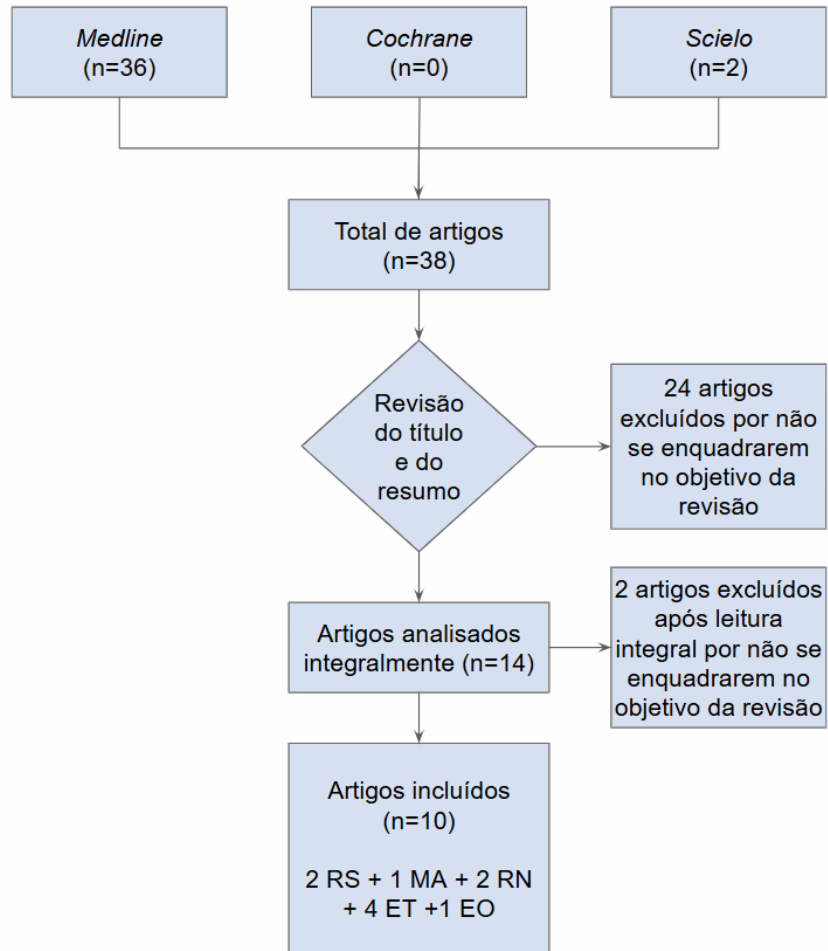 Medline
(n=36)
Cochrane
(n=0)
Scielo
(n=2)
Total de artigos
(n=38)
Revisão
do título
e do
resumo
24 artigos
excluídos por não
se enquadrarem
no objetivo da
revisão
Artigos analisados
integralmente (n=14)
2 artigos excluídos
após leitura
integral por não se
enquadrarem no
objetivo da revisão
Artigos incluídos
(n=10)
2 RS + 1 MA + 2 RN
+ 4 ET +1 EO